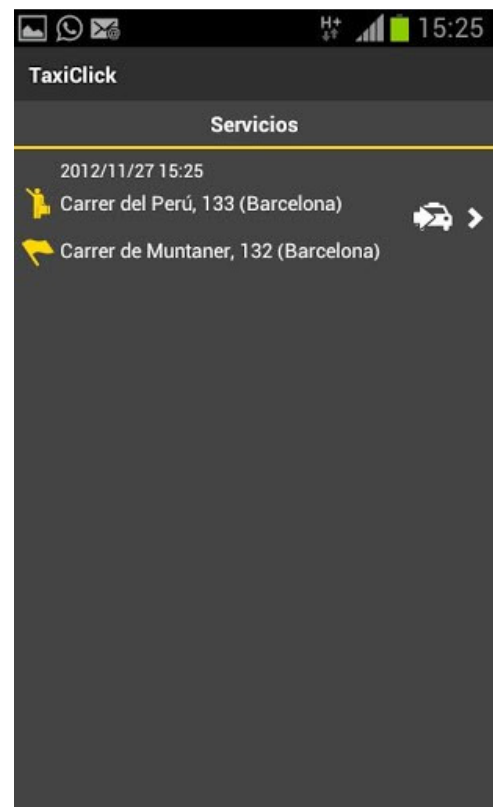 H+ 15:25
TaxiClick
Servicios
2012/11/27 15:25
Carrer del Perú, 133 (Barcelona)
Carrer de Muntaner, 132 (Barcelona)